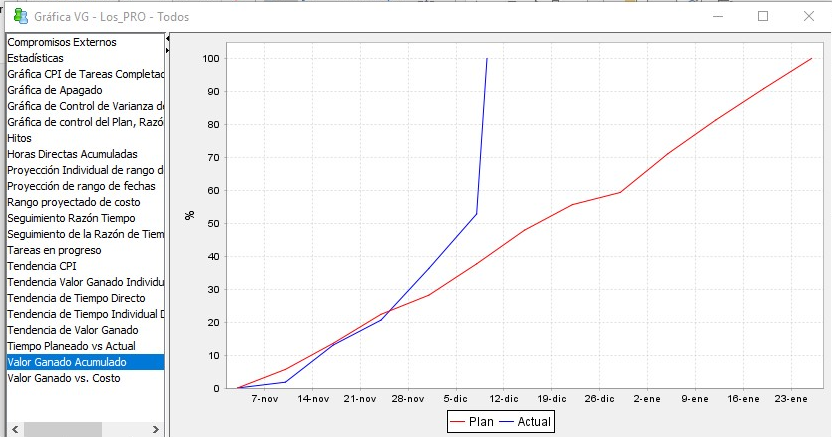 Gráfica VG - Los_PRO - Todos
Compromisos Externos
Estadísticas
Gráfica CPI de Tareas Completac
Gráfica de Apagado
Gráfica de Control de Varianza de
Gráfica de control del Plan, Razó
Hitos
Horas Directas Acumuladas
Proyección Individual de rango d
Proyección de rango de fechas
Rango proyectado de costo
Seguimiento Razón Tiempo
Seguimiento de la Razón de Tiem
Tareas en progreso
Tendencia CPI
Tendencia Valor Ganado Individu
Tendencia de Tiempo Directo
Tendencia de Tiempo Individual D
Tendencia de Valor Ganado
Tiempo Planeado vs Actual
Valor Ganado Acumulado
Valor Ganado vs. Costo
%
100
90
80
70
60
50
40
30
20
10
0
7-nov 14-nov 21-nov 28-nov 5-dic 12-dic 19-dic 26-dic 2-ene 9-ene 16-ene 23-ene
Plan Actual